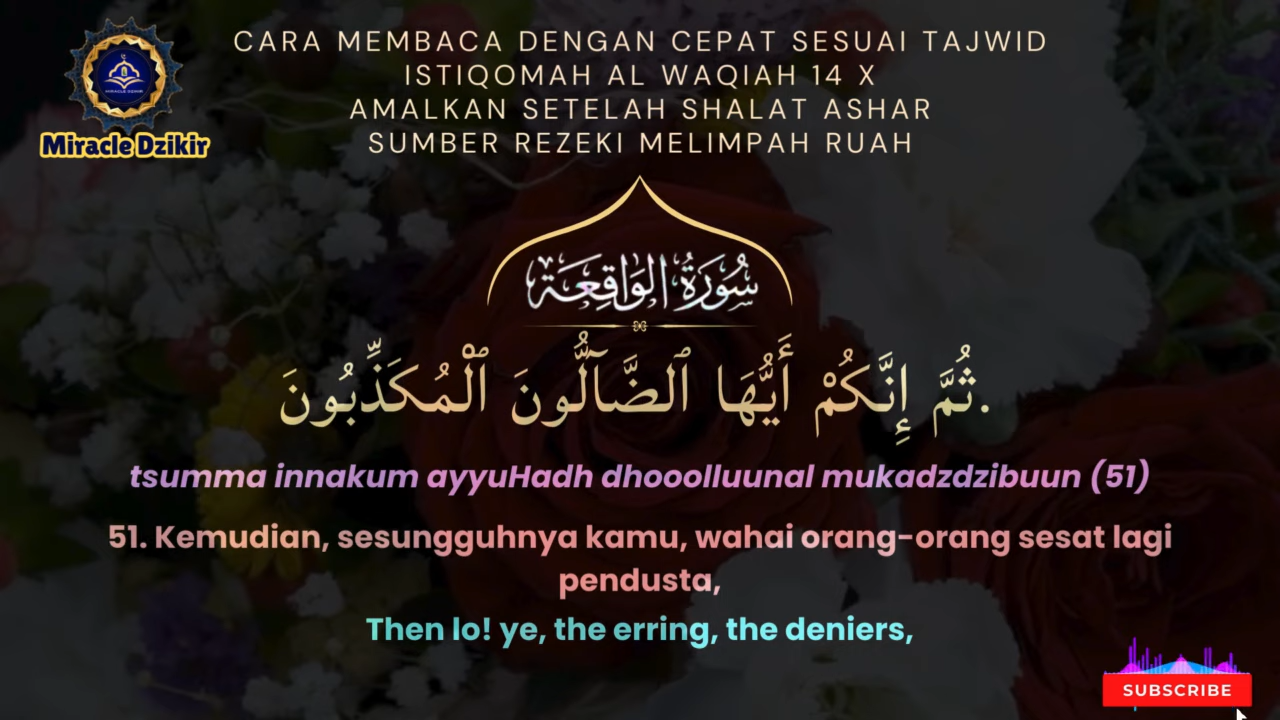 CARA MEMBACA DENGAN CEPAT SESUAI TAJWID
ISTIQOMAH AL WAQIAH 14 X
AMALKAN SETELAH SHALAT ASHAR
SUMBER REZEKI MELIMPAH RUAH
MIRACLE DZIKIR
Miracle Dzikir
سُورَةُ الوَاقِعَة
ثُمَّ إِنَّكُمْ أَيُّهَا ٱلضَّآلُّونَ ٱلْمُكَذِّبُونَ.
tsumma innakum ayyuHadh dhooolluunal mukadzdzibuun (51)
51. Kemudian, sesungguhnya kamu, wahai orang-orang sesat lagi
pendusta,
Then lo! ye, the erring, the deniers,
SUBSCRIBE